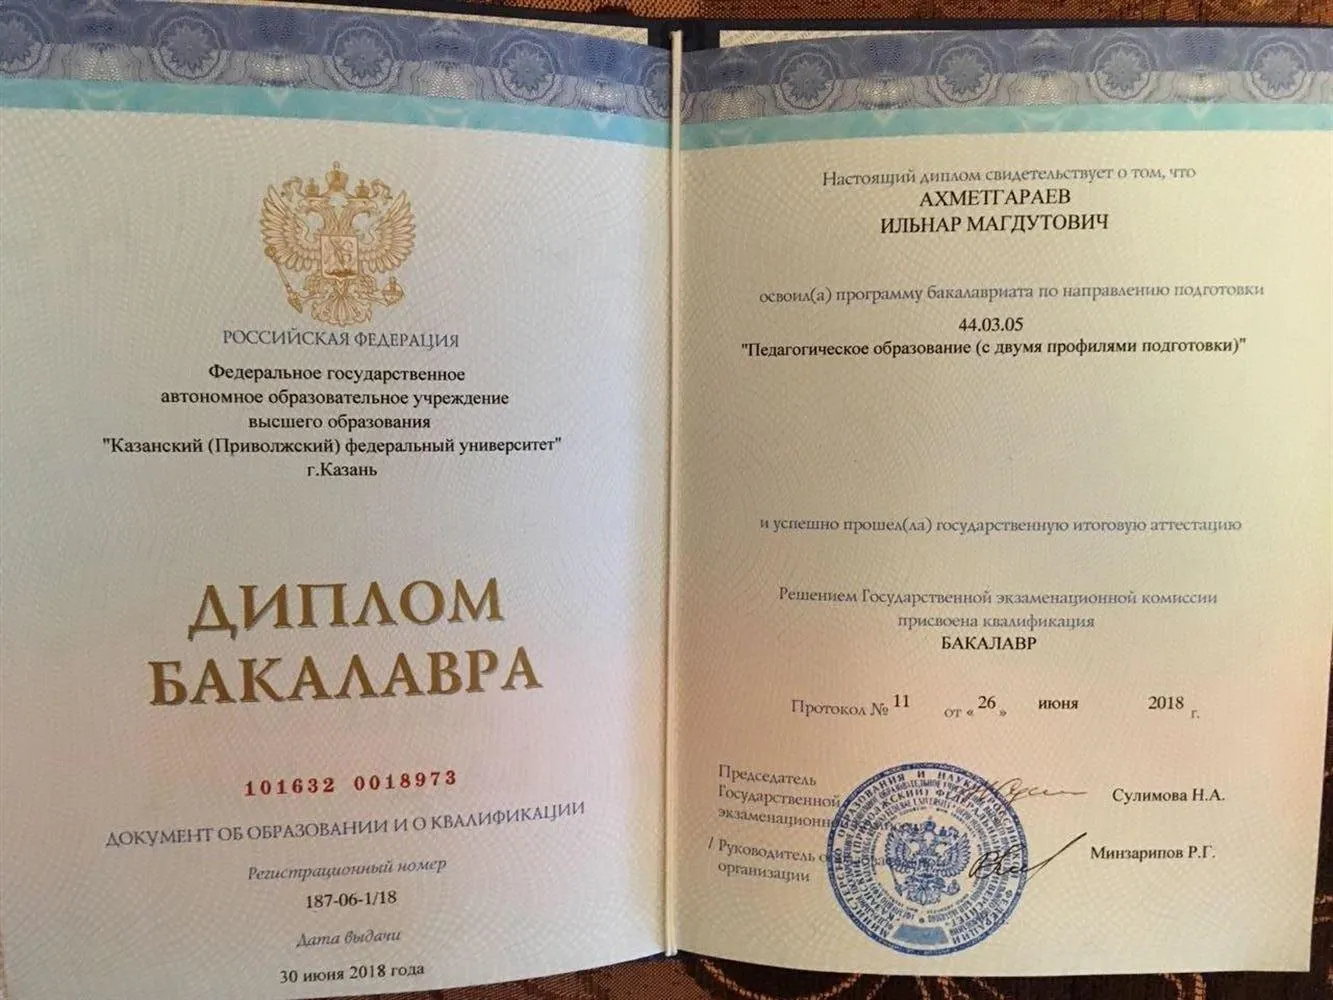 РОССИЙСКАЯ ФЕДЕРАЦИЯ
Федеральное государственное
автономное образовательное учреждение
высшего образования
"Казанский (Приволжский) федеральный университет"
г.Казань
ДИПЛОМ
БАКАЛАВРА
101632 0018973
ДОКУМЕНТ ОБ ОБРАЗОВАНИИ И О КВАЛИФИКАЦИИ
Регистрационный номер
187-06-1/18
Дата выдачи
30 июня 2018 года
Настоящий диплом свидетельствует о том, что
АХМЕТГАРАЕВ
ИЛЬНАР МАГДУТОВИЧ
освоил(а) программу бакалавриата по направлению подготовки
44.03.05
"Педагогическое образование (с двумя профилями подготовки)"
и успешно прошел(ла) государственную итоговую аттестацию
Решением Государственной экзаменационной комиссии
присвоена квалификация
БАКАЛАВР
Протокол № 11 от « 26 » июня 2018 г.
Председатель
Государственной
экзаменационной
Сулимова Н.А.
/ Руководитель
организации
Минзарипов Р.Г.